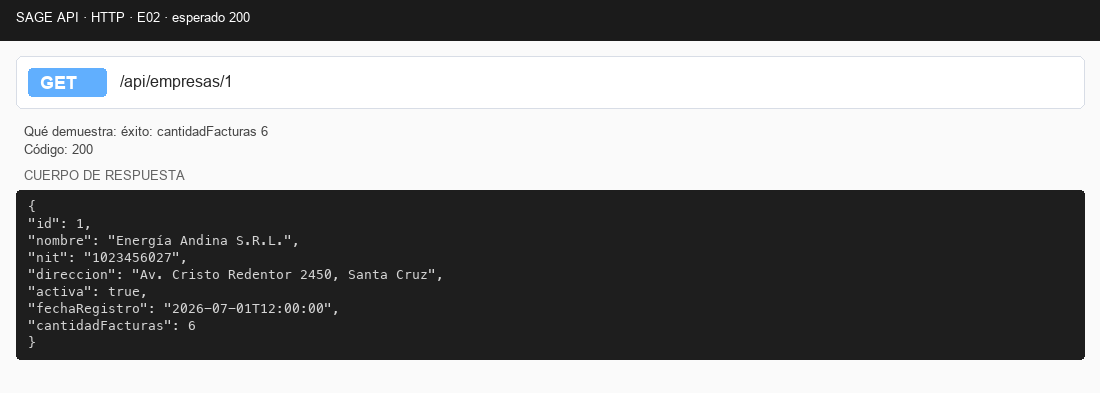 SAGE API · HTTP · E02 · esperado 200
GET /api/empresas/1
Qué demuestra: éxito: cantidadFacturas 6
Código: 200
CUERPO DE RESPUESTA
{
"id": 1,
"nombre": "Energía Andina S.R.L.",
"nit": "1023456027",
"direccion": "Av. Cristo Redentor 2450, Santa Cruz",
"activa": true,
"fechaRegistro": "2026-07-01T12:00:00",
"cantidadFacturas": 6
}